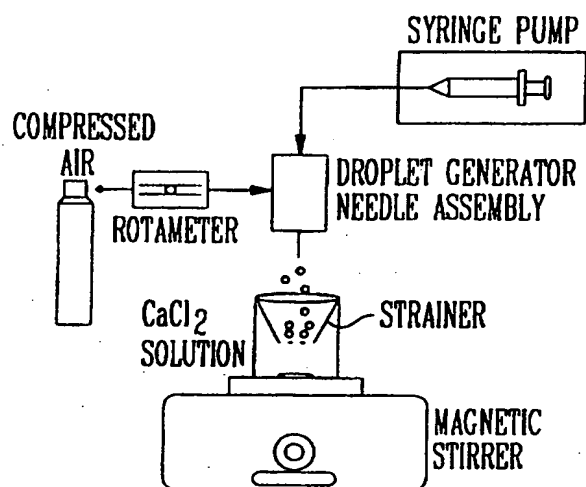 SYRINGE PUMP
COMPRESSED
AIR
ROTAMETER
DROPLET GENERATOR
NEEDLE ASSEMBLY
CaCl2
SOLUTION
STRAINER
MAGNETIC
STIRRER